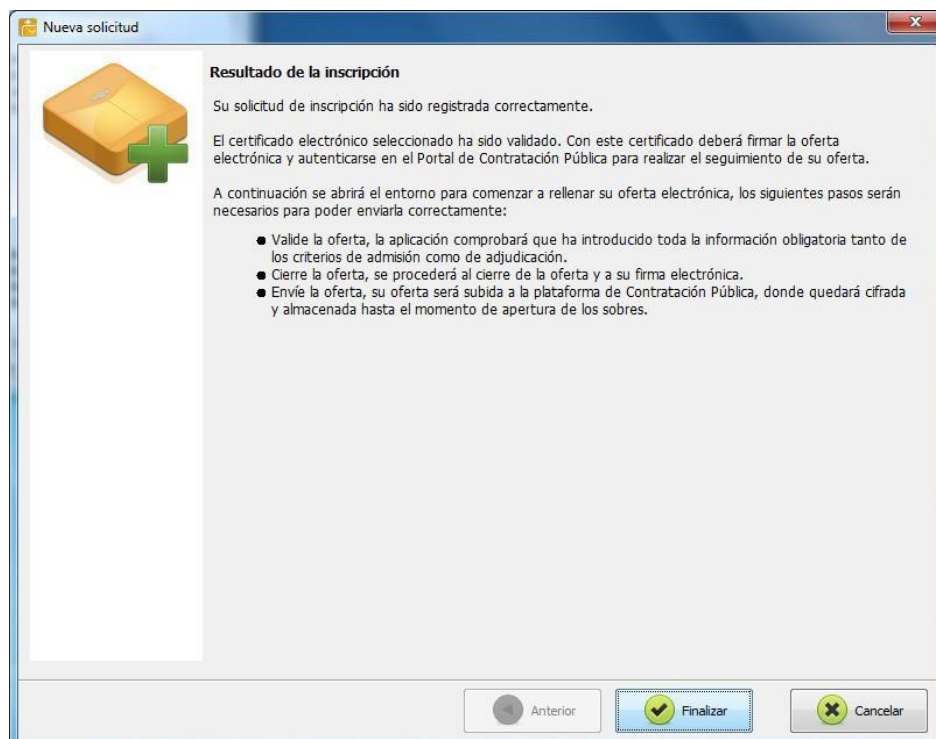 Nueva solicitud
Resultado de la inscripción
Su solicitud de inscripción ha sido registrada correctamente.
El certificado electrónico seleccionado ha sido validado. Con este certificado deberá firmar la oferta
electrónica y autenticarse en el Portal de Contratación Pública para realizar el seguimiento de su oferta.
A continuación se abrirá el entorno para comenzar a rellenar su oferta electrónica, los siguientes pasos serán
necesarios para poder enviarla correctamente:
● Valide la oferta, la aplicación comprobará que ha introducido toda la información obligatoria tanto de
los criterios de admisión como de adjudicación.
● Cierre la oferta, se procederá al cierre de la oferta y a su firma electrónica.
● Envíe la oferta, su oferta será subida a la plataforma de Contratación Pública, donde quedará cifrada
y almacenada hasta el momento de apertura de los sobres.
Anterior
Finalizar
Cancelar